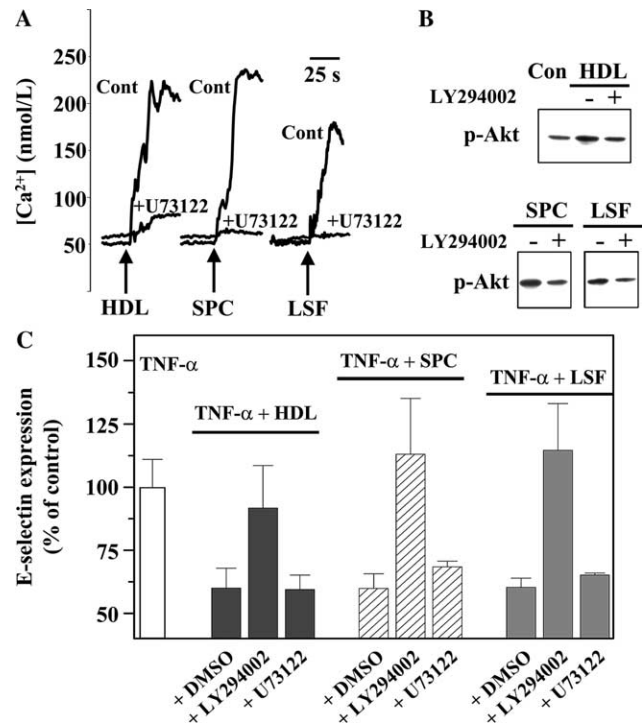 A
[Ca²⁺] (nmol/L)
250
200
150
100
50
Cont
Cont
Cont
25 s
+U73122
+U73122
+U73122
HDL
SPC
LSF
B
Con HDL
LY294002 - +
p-Akt
SPC LSF
LY294002 - + - +
p-Akt
C
E-selectin expression
(% of control)
150
125
100
75
50
TNF-α
TNF-α + HDL
TNF-α + SPC
TNF-α + LSF
+ DMSO
+ LY294002
+ U73122
+ DMSO
+ LY294002
+ U73122
+ DMSO
+ LY294002
+ U73122